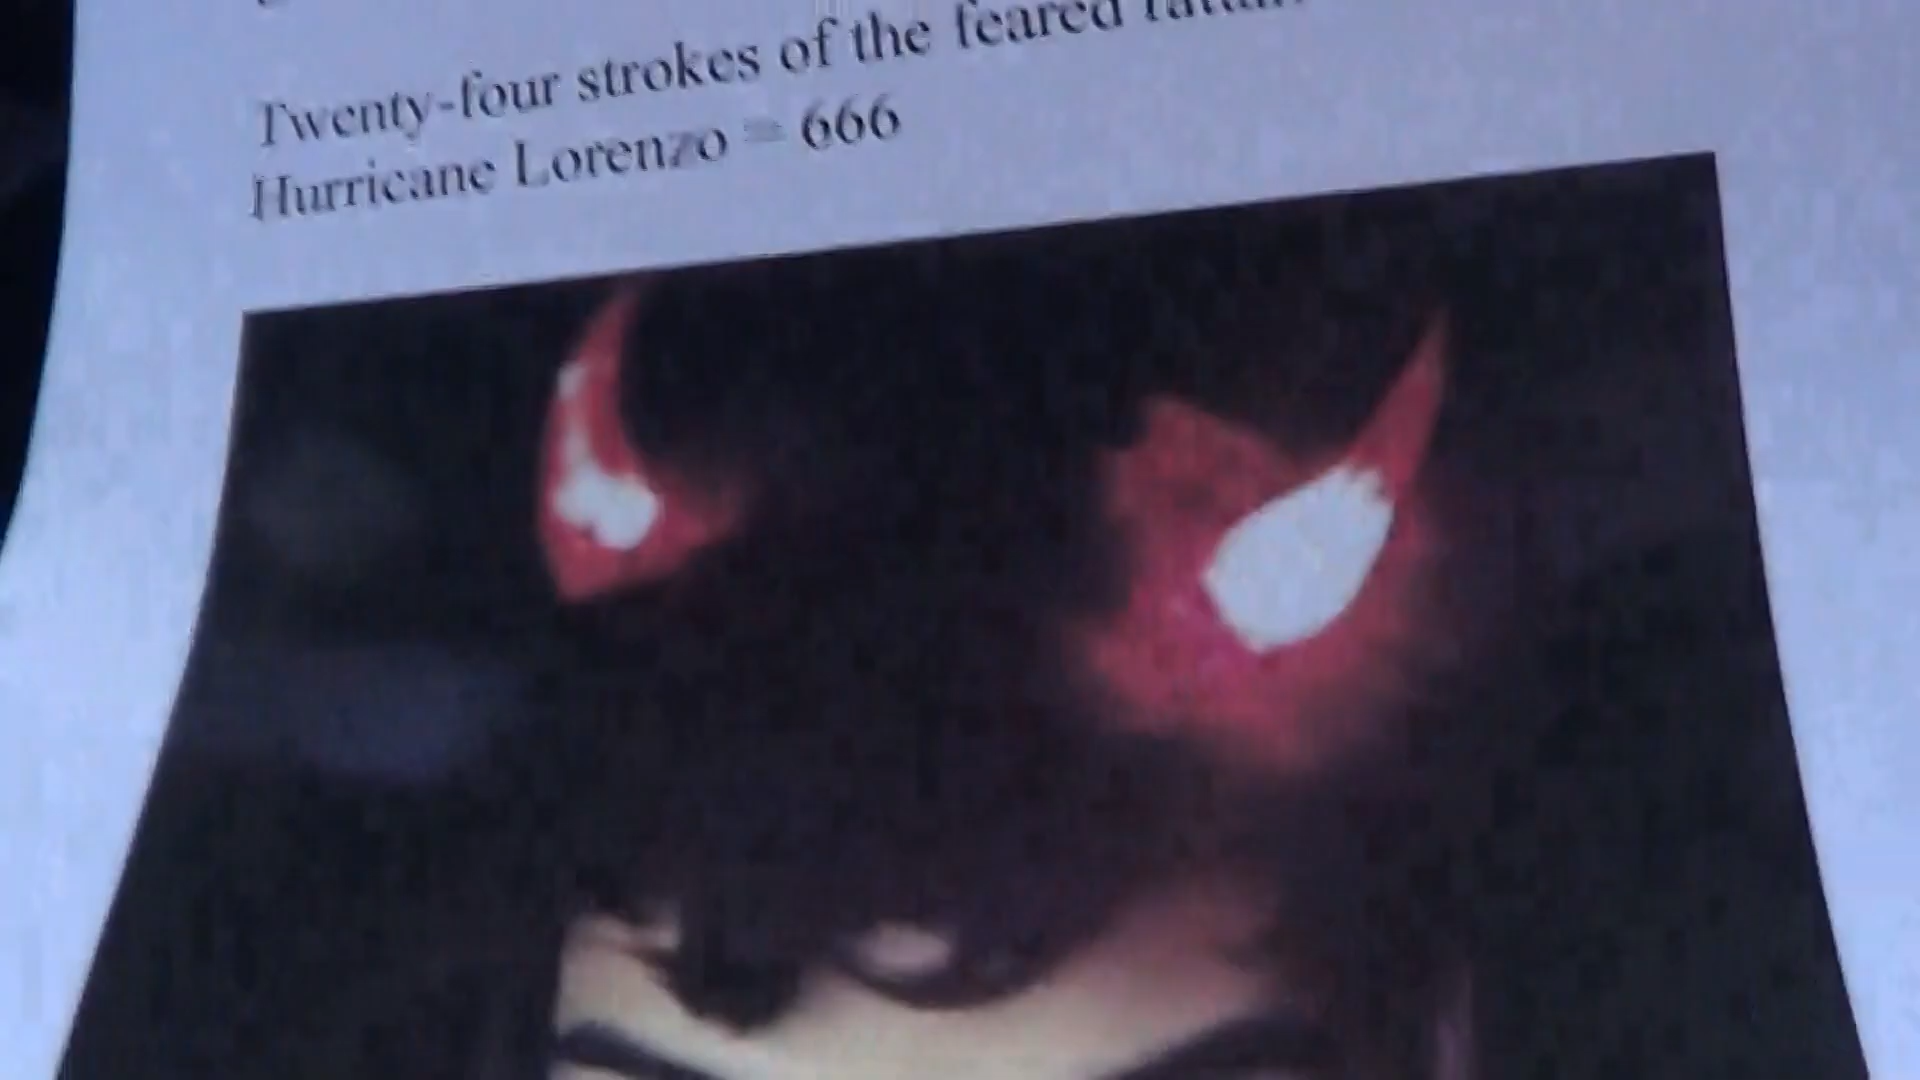 Twenty-four strokes of the feared
Hurricane Lorenzo = 666